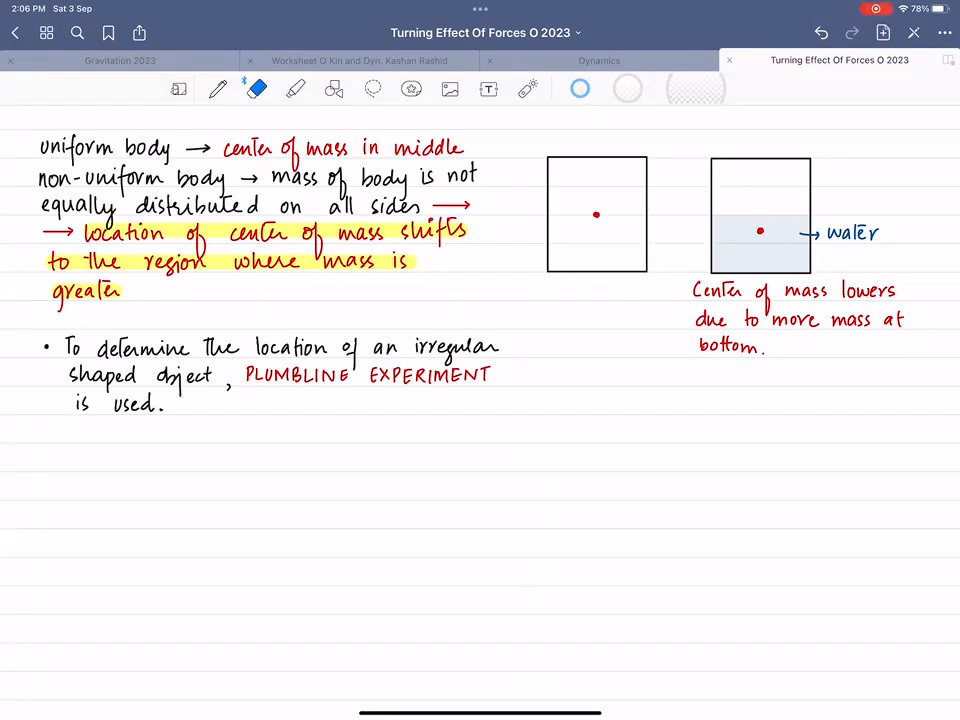 2:06 PM Sat 3 Sep
78%
Turning Effect Of Forces O 2023
Gravitation 2023
Worksheet O Kin and Dyn. Kashan Rashid
Dynamics
Turning Effect Of Forces O 2023
uniform body → center of mass in middle
non-uniform body → mass of body is not
equally distributed on all sides →
→ location of center of mass shifts
to the region where mass is
greater
• To determine the location of an irregular
shaped object, PLUMBLINE EXPERIMENT
is used.
→ water
Center of mass lowers
due to more mass at
bottom.